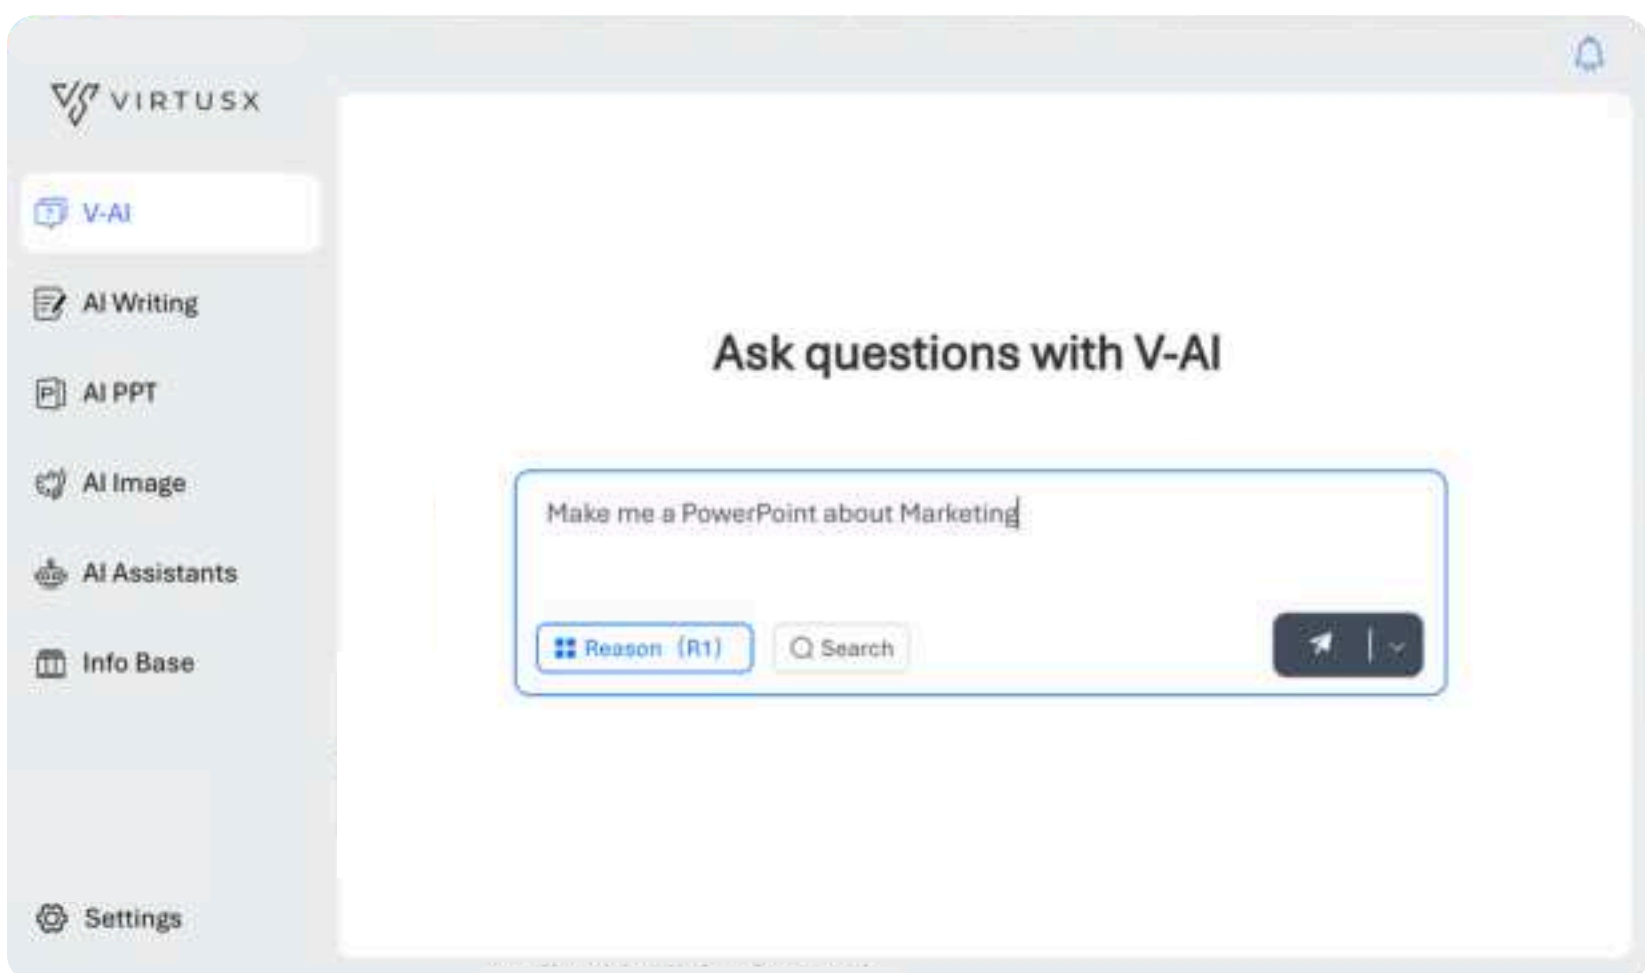 VIRTUSX
V-AI
AI Writing
AI PPT
AI Image
AI Assistants
Info Base
Settings
Ask questions with V-AI
Make me a PowerPoint about Marketing
Reason (R1)
Search